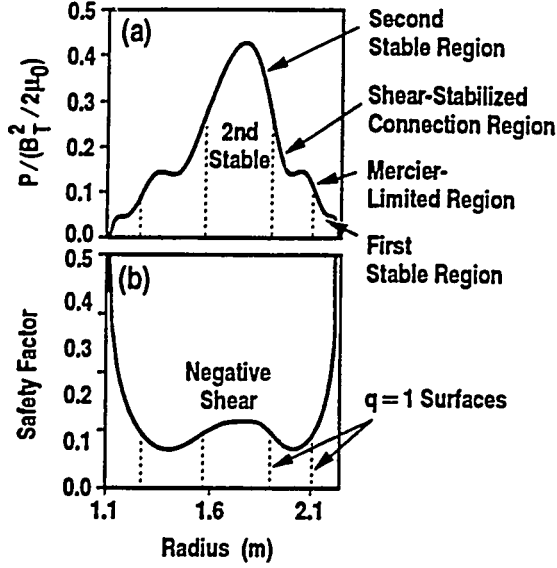 (a)
0.5
0.4
0.3
0.2
0.1
0.0
P/(B_T^2/2μ0)
2nd
Stable
Second
Stable Region
Shear-Stabilized
Connection Region
Mercier-
Limited Region
First
Stable Region
(b)
0.5
0.4
0.3
0.2
0.1
0.0
Safety Factor
Negative
Shear
q = 1 Surfaces
1.1 1.6 2.1
Radius (m)